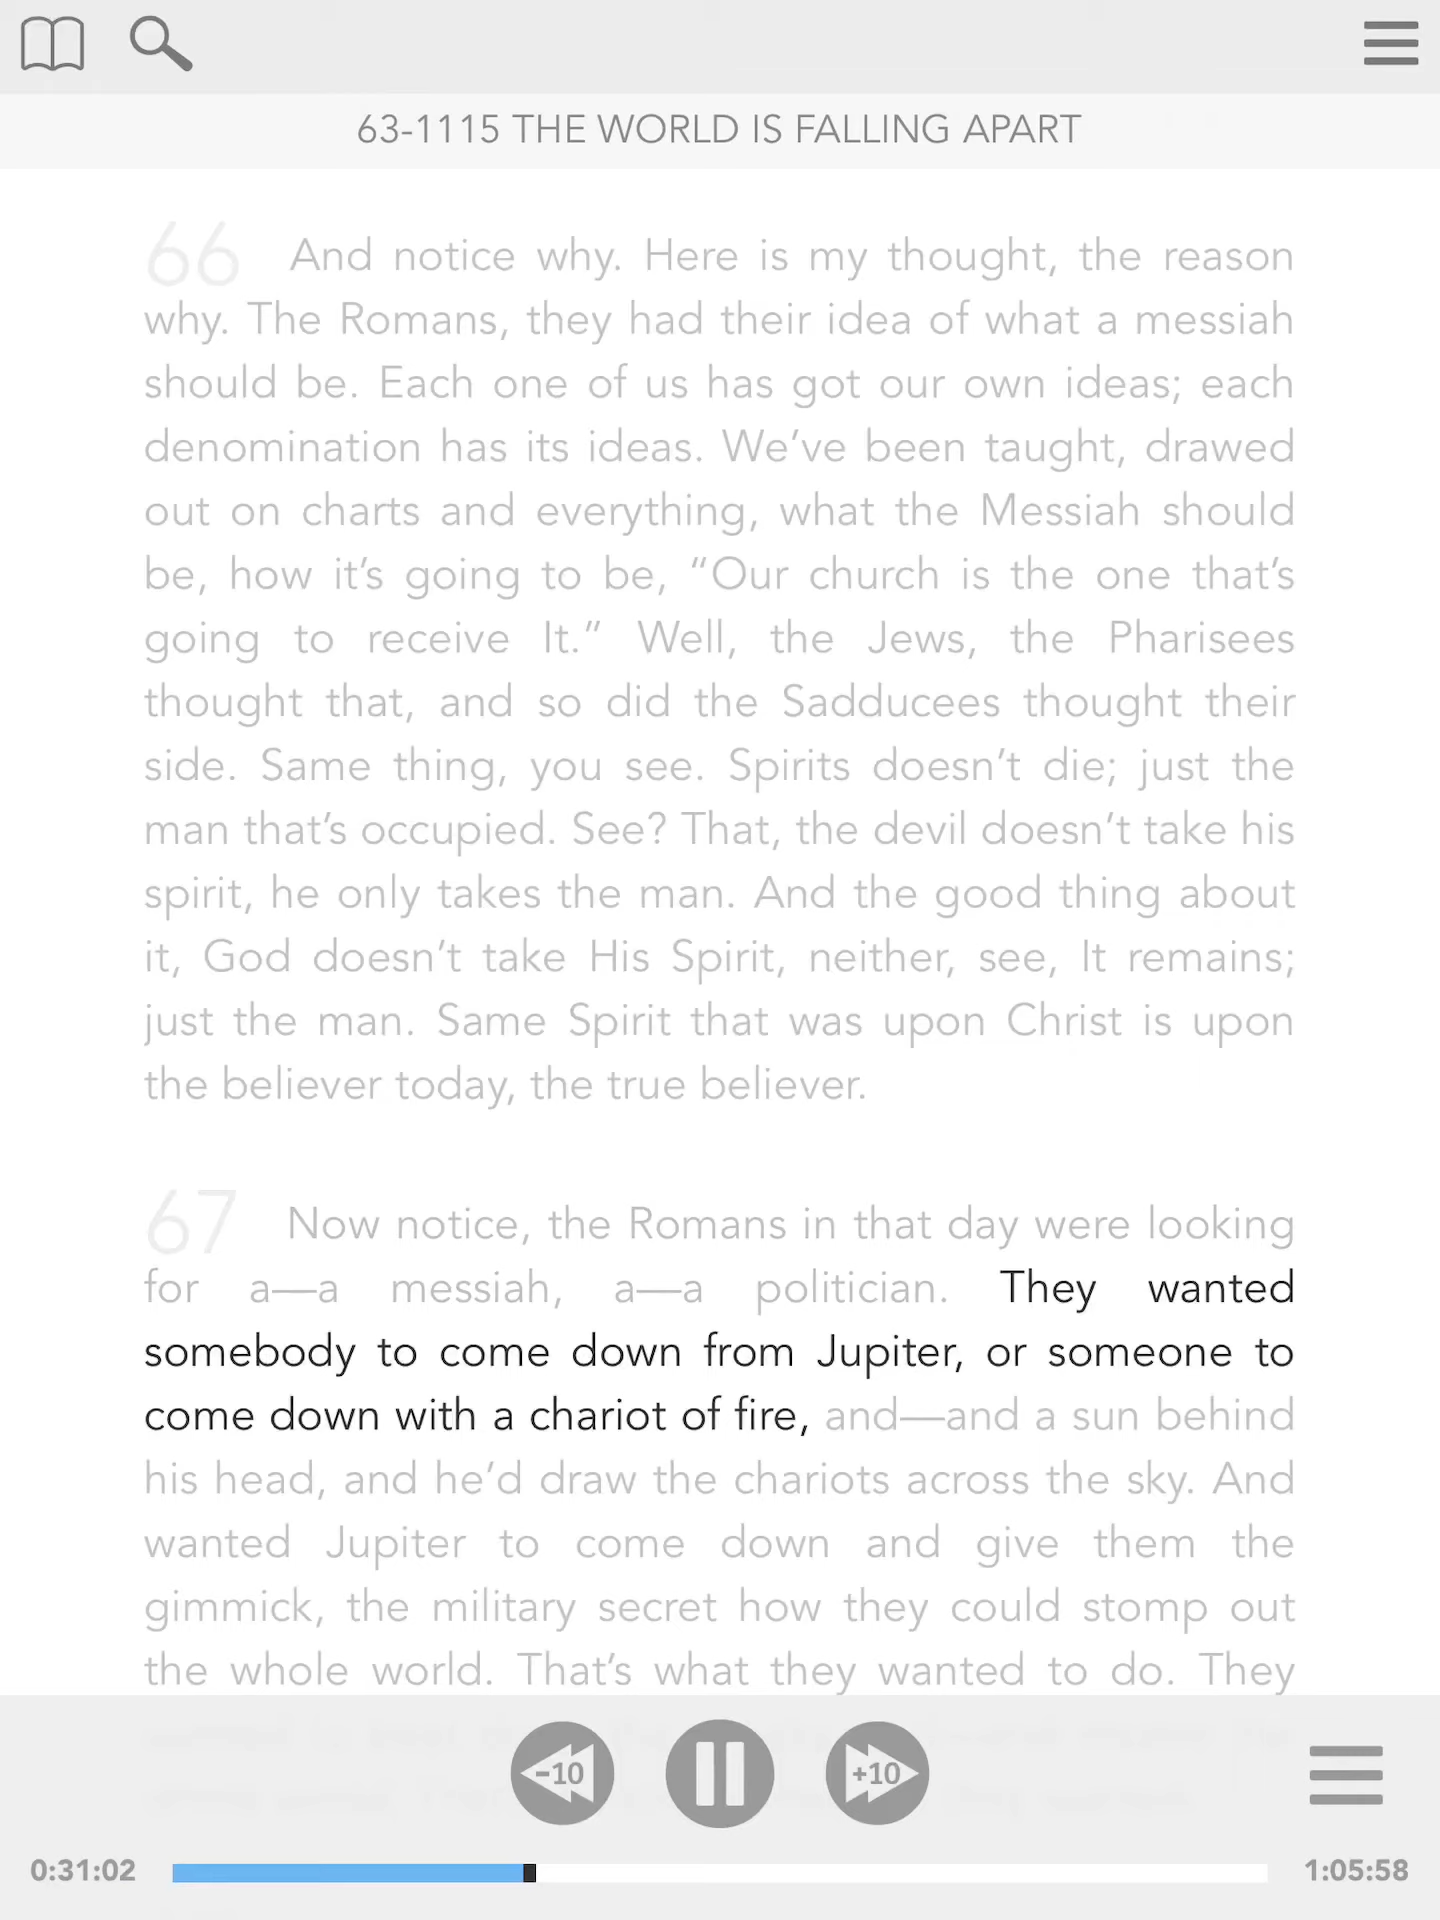 63-1115 THE WORLD IS FALLING APART
66 And notice why. Here is my thought, the reason
why. The Romans, they had their idea of what a messiah
should be. Each one of us has got our own ideas; each
denomination has its ideas. We’ve been taught, drawed
out on charts and everything, what the Messiah should
be, how it’s going to be, “Our church is the one that’s
going to receive It.” Well, the Jews, the Pharisees
thought that, and so did the Sadducees thought their
side. Same thing, you see. Spirits doesn’t die; just the
man that’s occupied. See? That, the devil doesn’t take his
spirit, he only takes the man. And the good thing about
it, God doesn’t take His Spirit, neither, see, It remains;
just the man. Same Spirit that was upon Christ is upon
the believer today, the true believer.
67 Now notice, the Romans in that day were looking
for a—a messiah, a—a politician. They wanted
somebody to come down from Jupiter, or someone to
come down with a chariot of fire, and—and a sun behind
his head, and he’d draw the chariots across the sky. And
wanted Jupiter to come down and give them the
gimmick, the military secret how they could stomp out
the whole world. That’s what they wanted to do. They
-10 +10
0:31:02 1:05:58